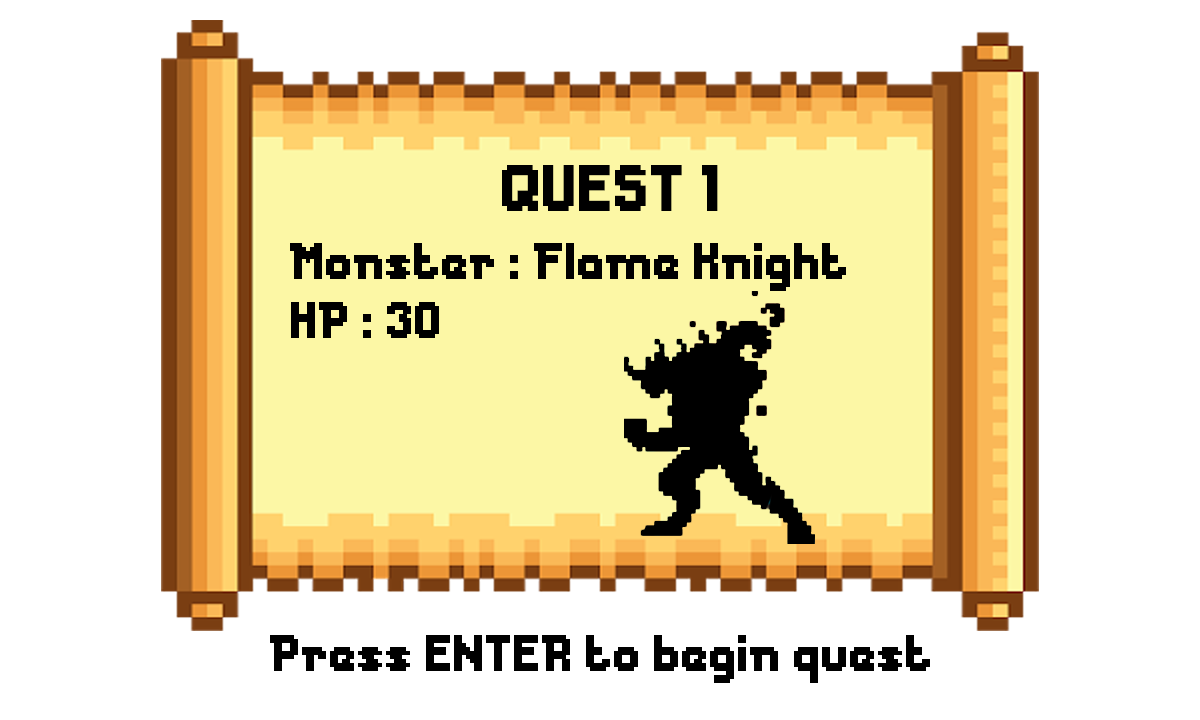 QUEST 1
Monster : Flame Knight
HP : 30
Press ENTER to begin quest